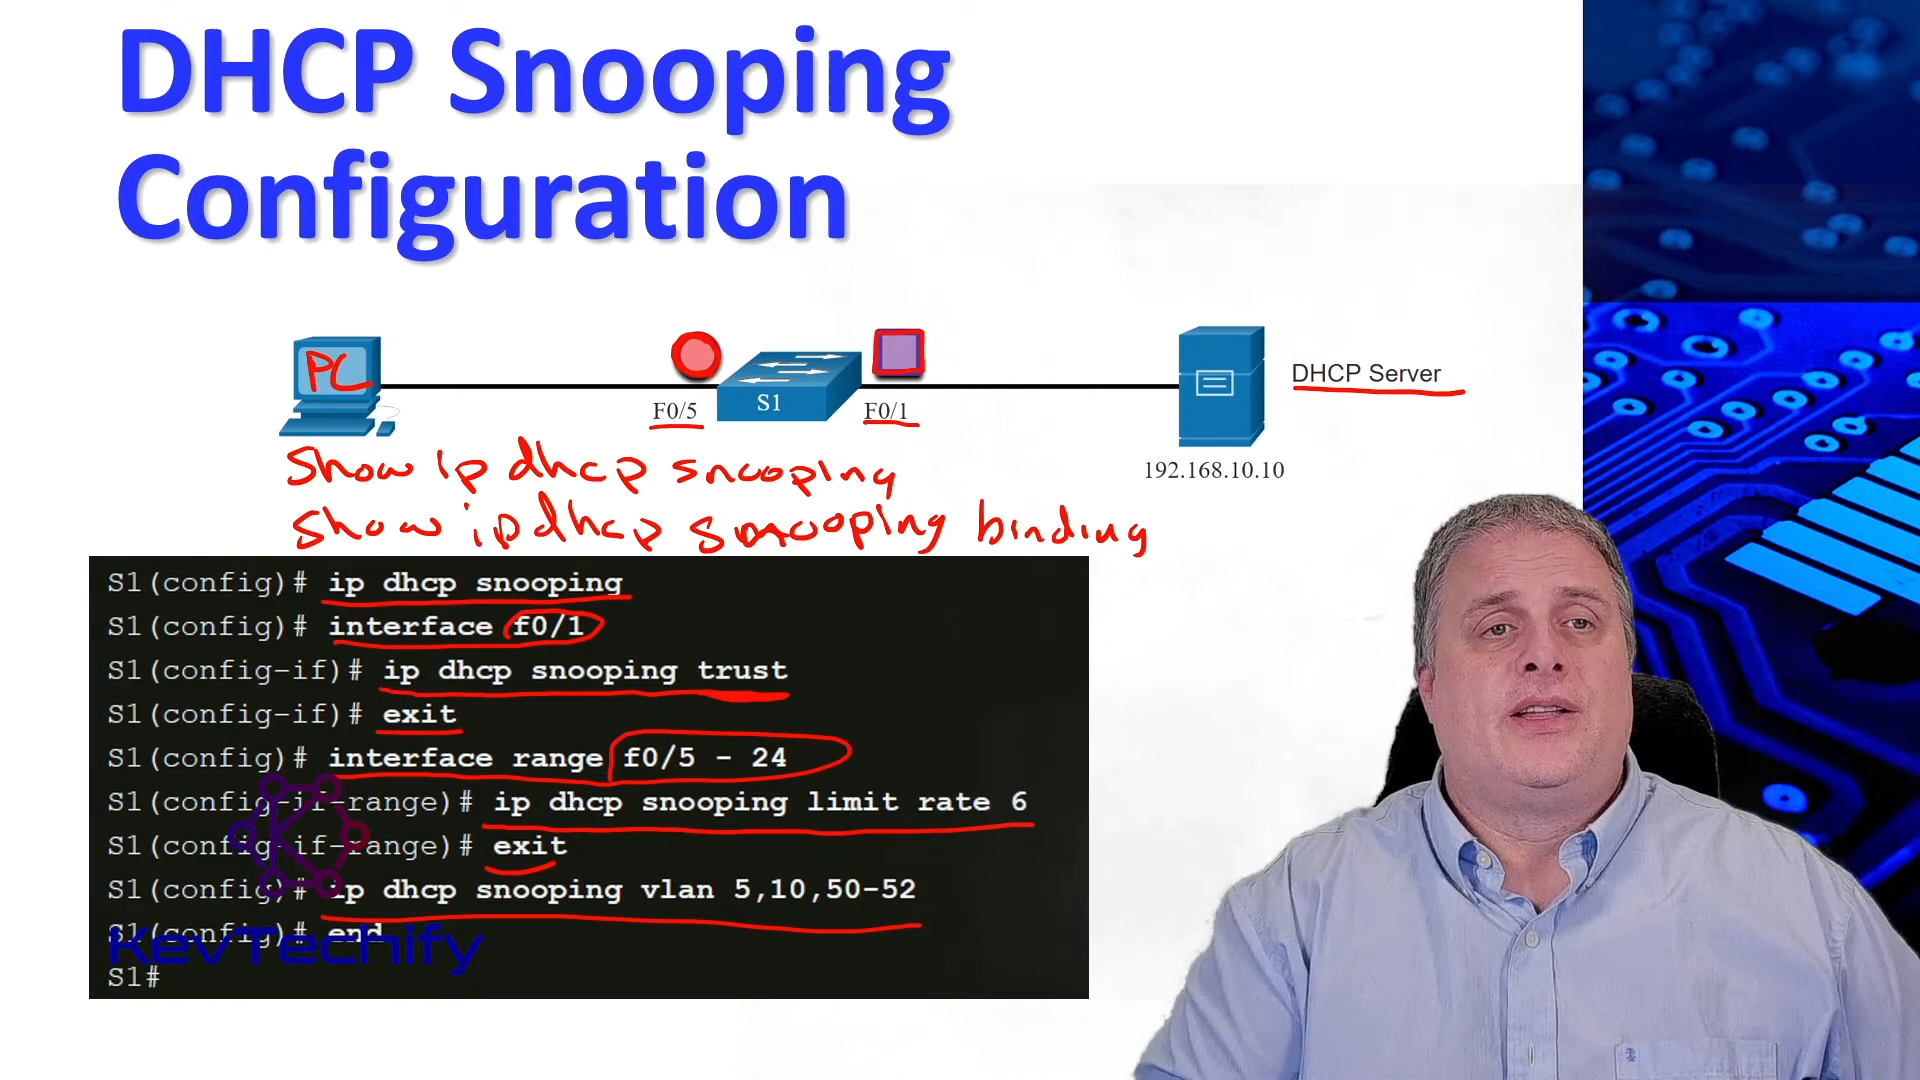 DHCP Snooping
Configuration
PC
F0/5
S1
F0/1
DHCP Server
192.168.10.10
Show ip dhcp snooping
Show ip dhcp snooping binding
S1(config)# ip dhcp snooping
S1(config)# interface f0/1
S1(config-if)# ip dhcp snooping trust
S1(config-if)# exit
S1(config)# interface range f0/5 - 24
S1(config-if-range)# ip dhcp snooping limit rate 6
S1(config-if-range)# exit
S1(config)# ip dhcp snooping vlan 5,10,50-52
S1(config)# end
S1#
KevTechify